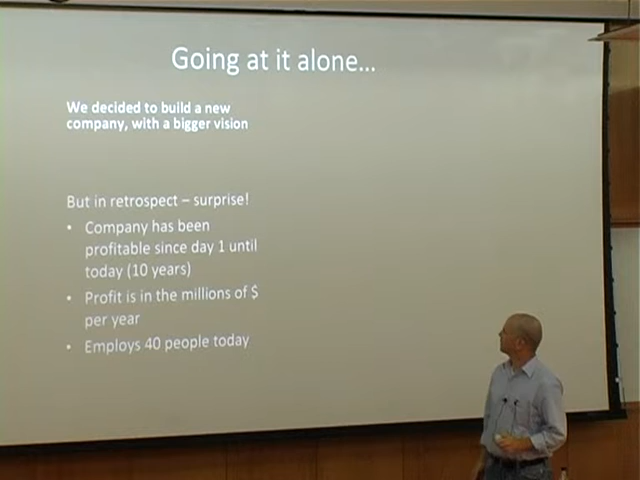 Going at it alone...
We decided to build a new
company, with a bigger vision
But in retrospect – surprise!
• Company has been
profitable since day 1 until
today (10 years)
• Profit is in the millions of $
per year
• Employs 40 people today